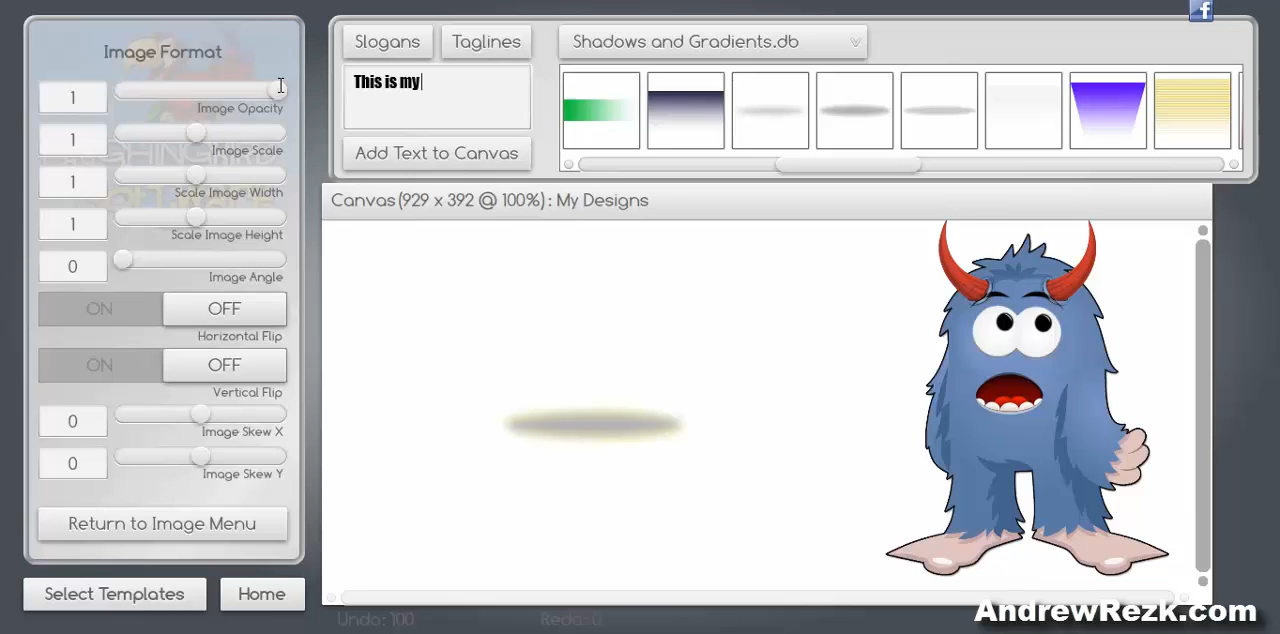 Image Format
1
Image Opacity
1
Image Scale
1
Scale Image Width
1
Scale Image Height
0
Image Angle
ON OFF
Horizontal Flip
ON OFF
Vertical Flip
0
Image Skew X
0
Image Skew Y
Return to Image Menu
Select Templates Home
Slogans Taglines
This is my
Add Text to Canvas
Shadows and Gradients.db
f
Canvas (929 x 392 @ 100%) : My Designs
Undo: 100 Redo: 0
AndrewRezk.com